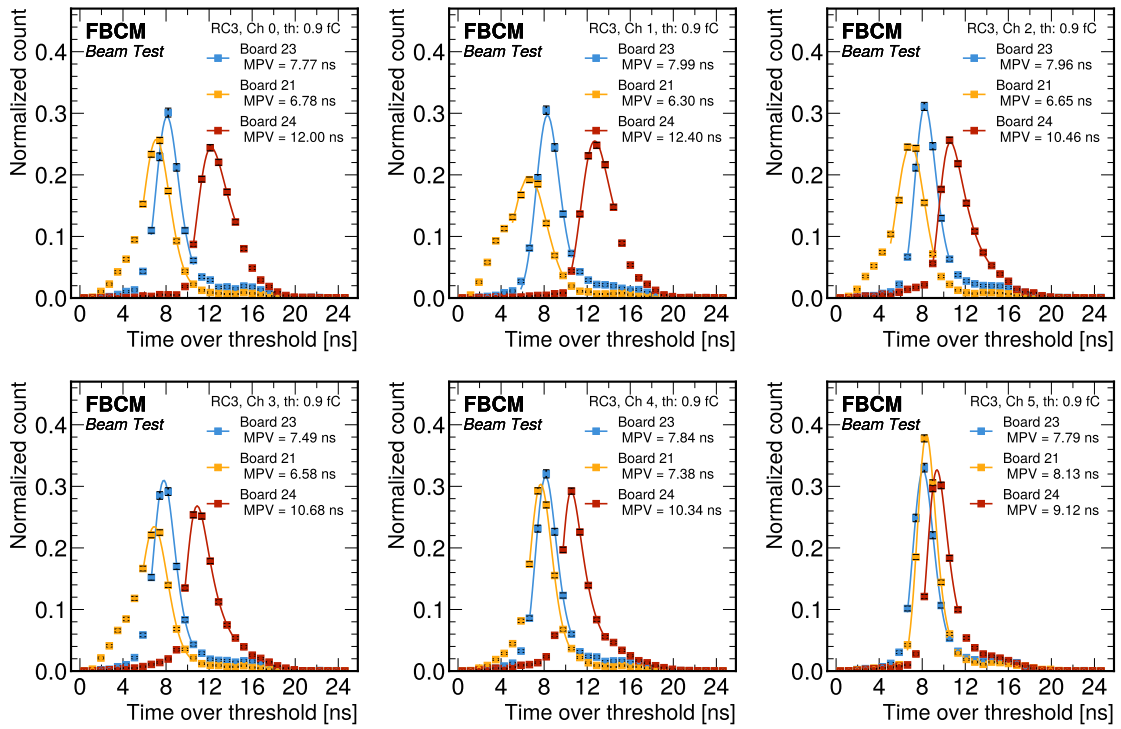 FBCM
Beam Test
RC3, Ch 0, th: 0.9 fC
Board 23
MPV = 7.77 ns
Board 21
MPV = 6.78 ns
Board 24
MPV = 12.00 ns
Normalized count
0.4
0.3
0.2
0.1
0.0
0 4 8 12 16 20 24
Time over threshold [ns]
FBCM
Beam Test
RC3, Ch 1, th: 0.9 fC
Board 23
MPV = 7.99 ns
Board 21
MPV = 6.30 ns
Board 24
MPV = 12.40 ns
Normalized count
0.4
0.3
0.2
0.1
0.0
0 4 8 12 16 20 24
Time over threshold [ns]
FBCM
Beam Test
RC3, Ch 2, th: 0.9 fC
Board 23
MPV = 7.96 ns
Board 21
MPV = 6.65 ns
Board 24
MPV = 10.46 ns
Normalized count
0.4
0.3
0.2
0.1
0.0
0 4 8 12 16 20 24
Time over threshold [ns]
FBCM
Beam Test
RC3, Ch 3, th: 0.9 fC
Board 23
MPV = 7.49 ns
Board 21
MPV = 6.58 ns
Board 24
MPV = 10.68 ns
Normalized count
0.4
0.3
0.2
0.1
0.0
0 4 8 12 16 20 24
Time over threshold [ns]
FBCM
Beam Test
RC3, Ch 4, th: 0.9 fC
Board 23
MPV = 7.84 ns
Board 21
MPV = 7.38 ns
Board 24
MPV = 10.34 ns
Normalized count
0.4
0.3
0.2
0.1
0.0
0 4 8 12 16 20 24
Time over threshold [ns]
FBCM
Beam Test
RC3, Ch 5, th: 0.9 fC
Board 23
MPV = 7.79 ns
Board 21
MPV = 8.13 ns
Board 24
MPV = 9.12 ns
Normalized count
0.4
0.3
0.2
0.1
0.0
0 4 8 12 16 20 24
Time over threshold [ns]